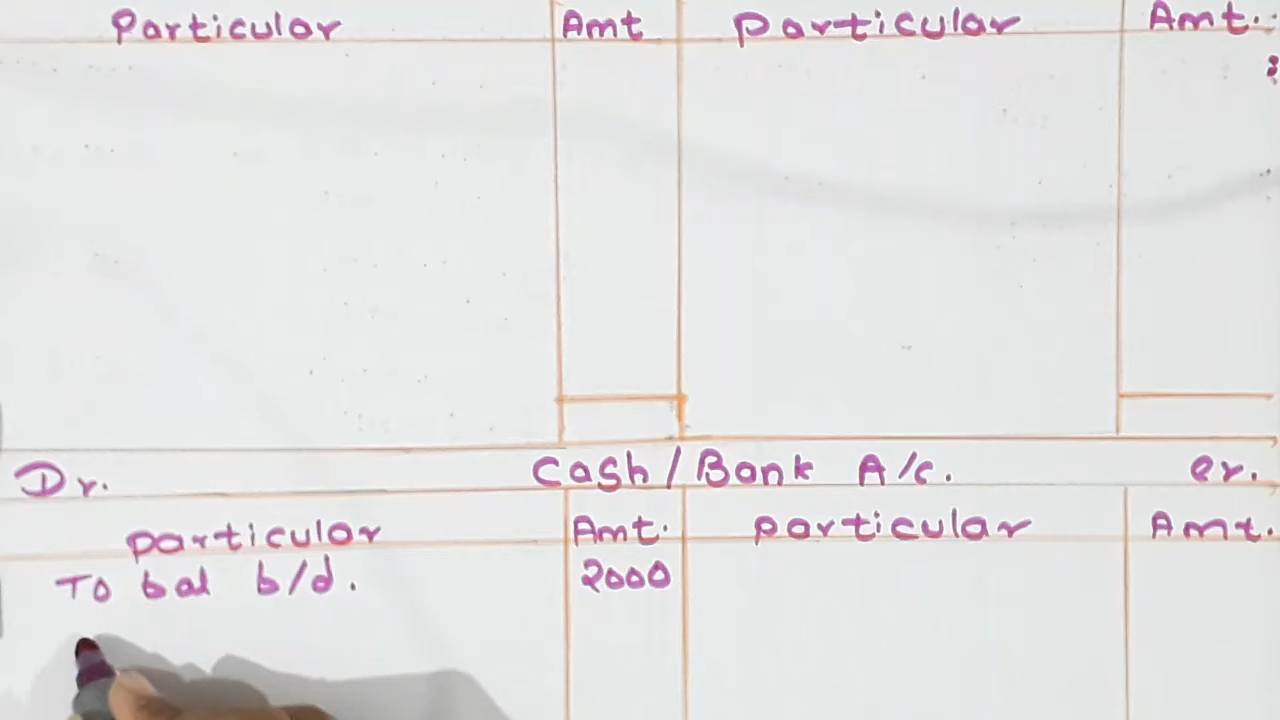 Particular Amt Particular Amt.
Dr. Cash/Bank A/c. cr.
particular Amt. particular Amt.
To bal b/d. 2000